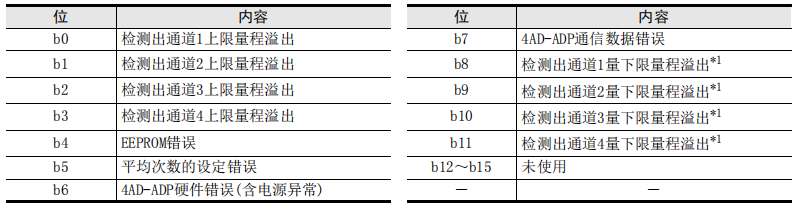 位 内容
b0 检测出通道1上限量程溢出
b1 检测出通道2上限量程溢出
b2 检测出通道3上限量程溢出
b3 检测出通道4上限量程溢出
b4 EEPROM错误
b5 平均次数的设定错误
b6 4AD-ADP硬件错误(含电源异常)
位 内容
b7 4AD-ADP通信数据错误
b8 检测出通道1量下限量程溢出*1
b9 检测出通道2量下限量程溢出*1
b10 检测出通道3量下限量程溢出*1
b11 检测出通道4量下限量程溢出*1
b12～b15 未使用
— —